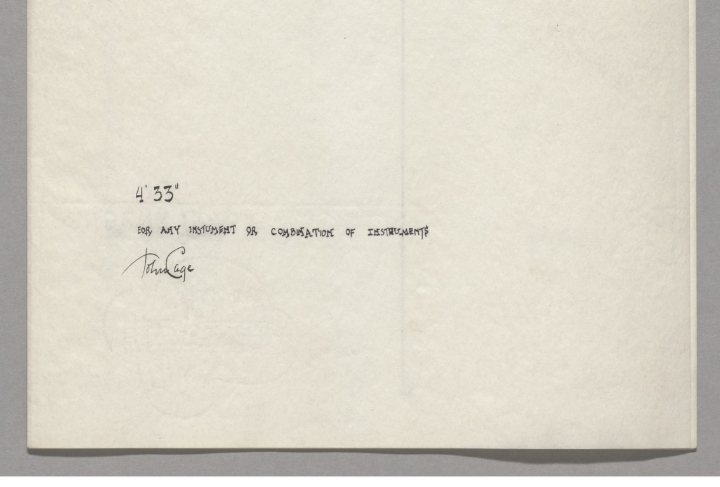 4' 33"
FOR ANY INSTUMENT OR COMBINATION OF INSTRUMENTS
John Cage